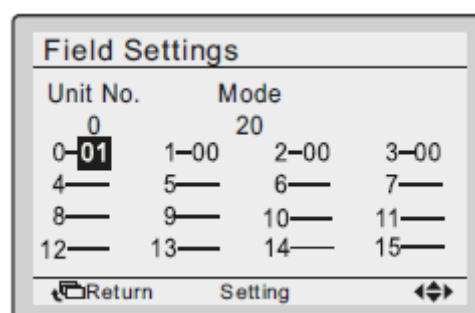 Field Settings
Unit No. Mode
0 20
0-01 1-00 2-00 3-00
4— 5— 6— 7—
8— 9— 10— 11—
12— 13— 14— 15—
Return Setting